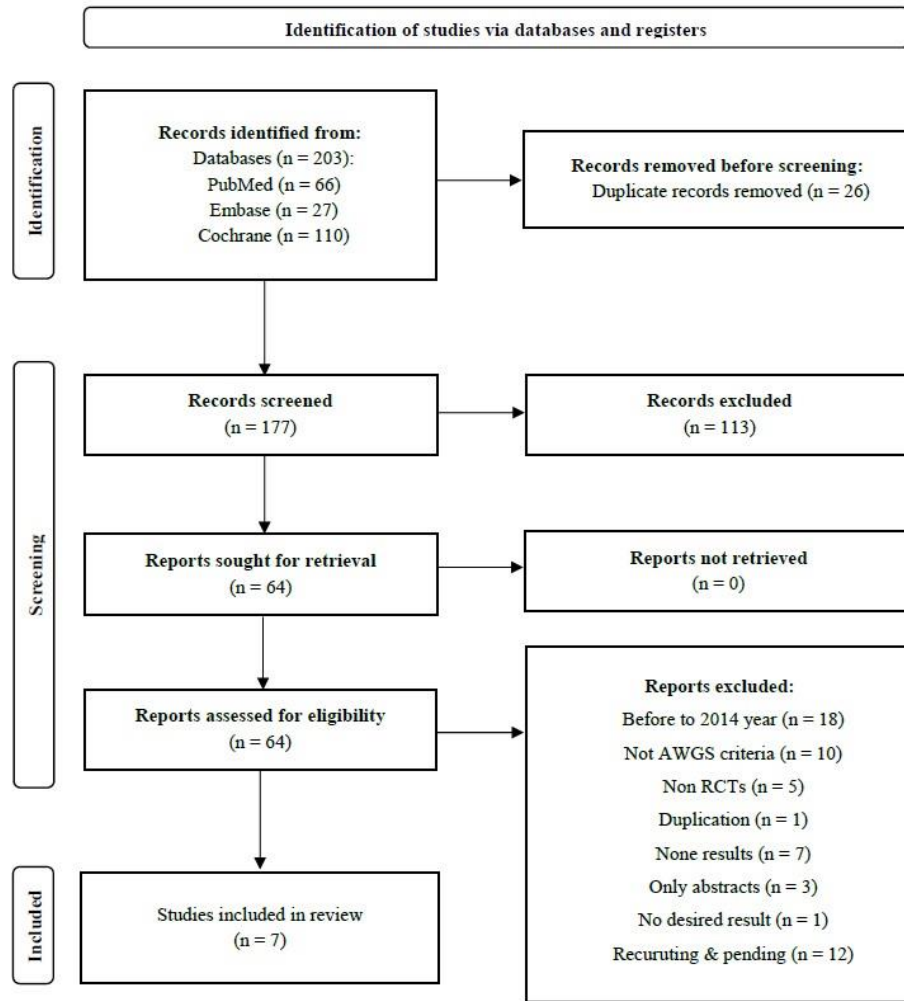 Identification of studies via databases and registers
Identification
Records identified from:
Databases (n = 203):
PubMed (n = 66)
Embase (n = 27)
Cochrane (n = 110)
Records removed before screening:
Duplicate records removed (n = 26)
Screening
Records screened
(n = 177)
Records excluded
(n = 113)
Reports sought for retrieval
(n = 64)
Reports not retrieved
(n = 0)
Reports assessed for eligibility
(n = 64)
Reports excluded:
Before to 2014 year (n = 18)
Not AWGS criteria (n = 10)
Non RCTs (n = 5)
Duplication (n = 1)
None results (n = 7)
Only abstracts (n = 3)
No desired result (n = 1)
Recuruting & pending (n = 12)
Included
Studies included in review
(n = 7)